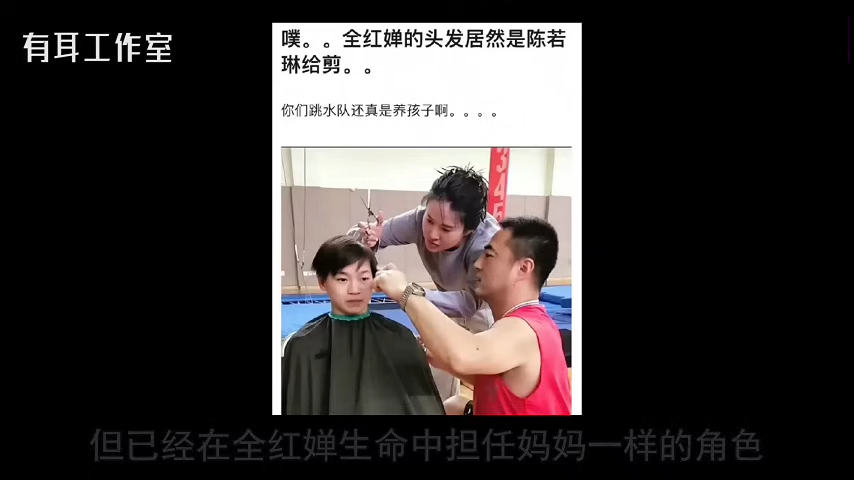 有耳工作室
噗。。全红婵的头发居然是陈若
琳给剪。。
你们跳水队还真是养孩子啊。。。。
345
但已经在全红婵生命中担任妈妈一样的角色